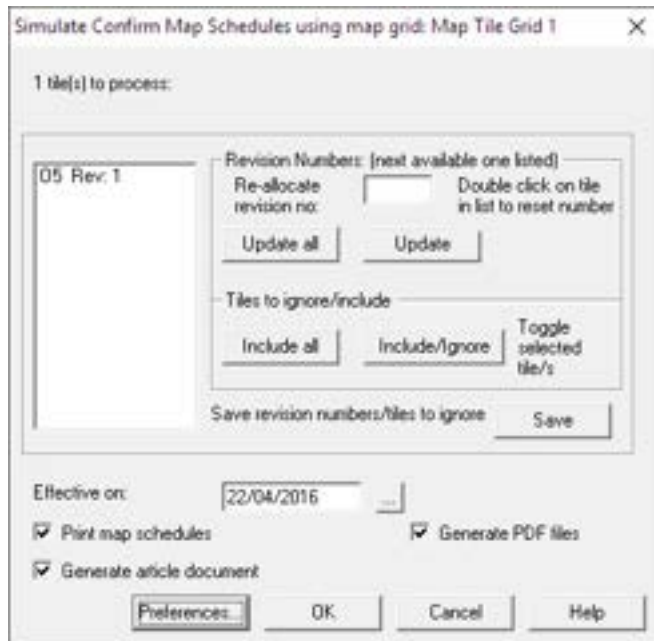 Simulate Confirm Map Schedules using map grid: Map Tile Grid 1
1 tile(s) to process:
O5 Rev: 1
Revision Numbers: (next available one listed)
Re-allocate
revision no:
Double click on tile
in list to reset number
Update all
Update
Tiles to ignore/include
Include all
Include/Ignore
Toggle
selected
tile/s
Save revision numbers/tiles to ignore
Save
Effective on:
22/04/2016
...
Print map schedules
Generate PDF files
Generate article document
Preferences...
OK
Cancel
Help